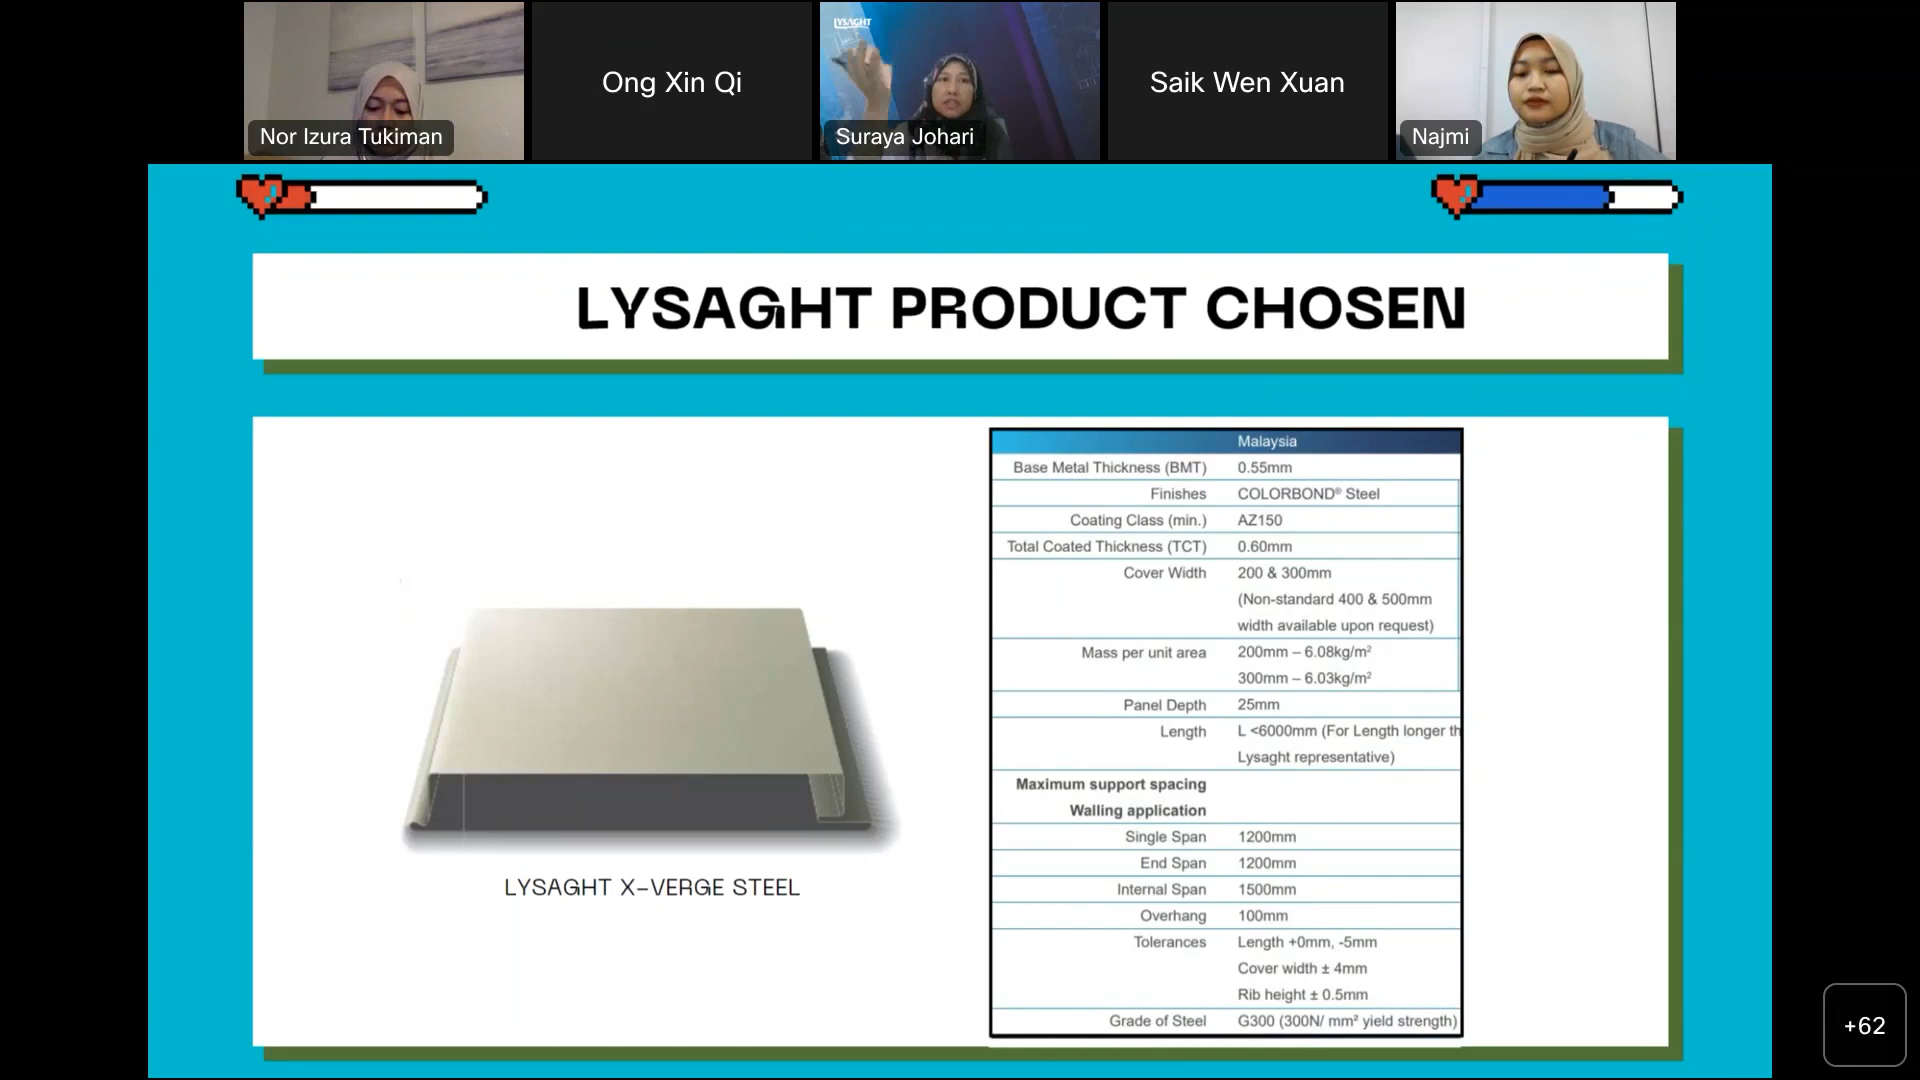 LYSAGHT
Nor Izura Tukiman
Ong Xin Qi
Suraya Johari
Saik Wen Xuan
Najmi
LYSAGHT PRODUCT CHOSEN
LYSAGHT X-VERGE STEEL
Malaysia
Base Metal Thickness (BMT) 0.55mm
Finishes COLORBOND® Steel
Coating Class (min.) AZ150
Total Coated Thickness (TCT) 0.60mm
Cover Width 200 & 300mm
(Non-standard 400 & 500mm
width available upon request)
Mass per unit area 200mm – 6.08kg/m²
300mm – 6.03kg/m²
Panel Depth 25mm
Length L <6000mm (For Length longer th
Lysaght representative)
Maximum support spacing
Walling application
Single Span 1200mm
End Span 1200mm
Internal Span 1500mm
Overhang 100mm
Tolerances Length +0mm, -5mm
Cover width ± 4mm
Rib height ± 0.5mm
Grade of Steel G300 (300N/ mm² yield strength)
+62